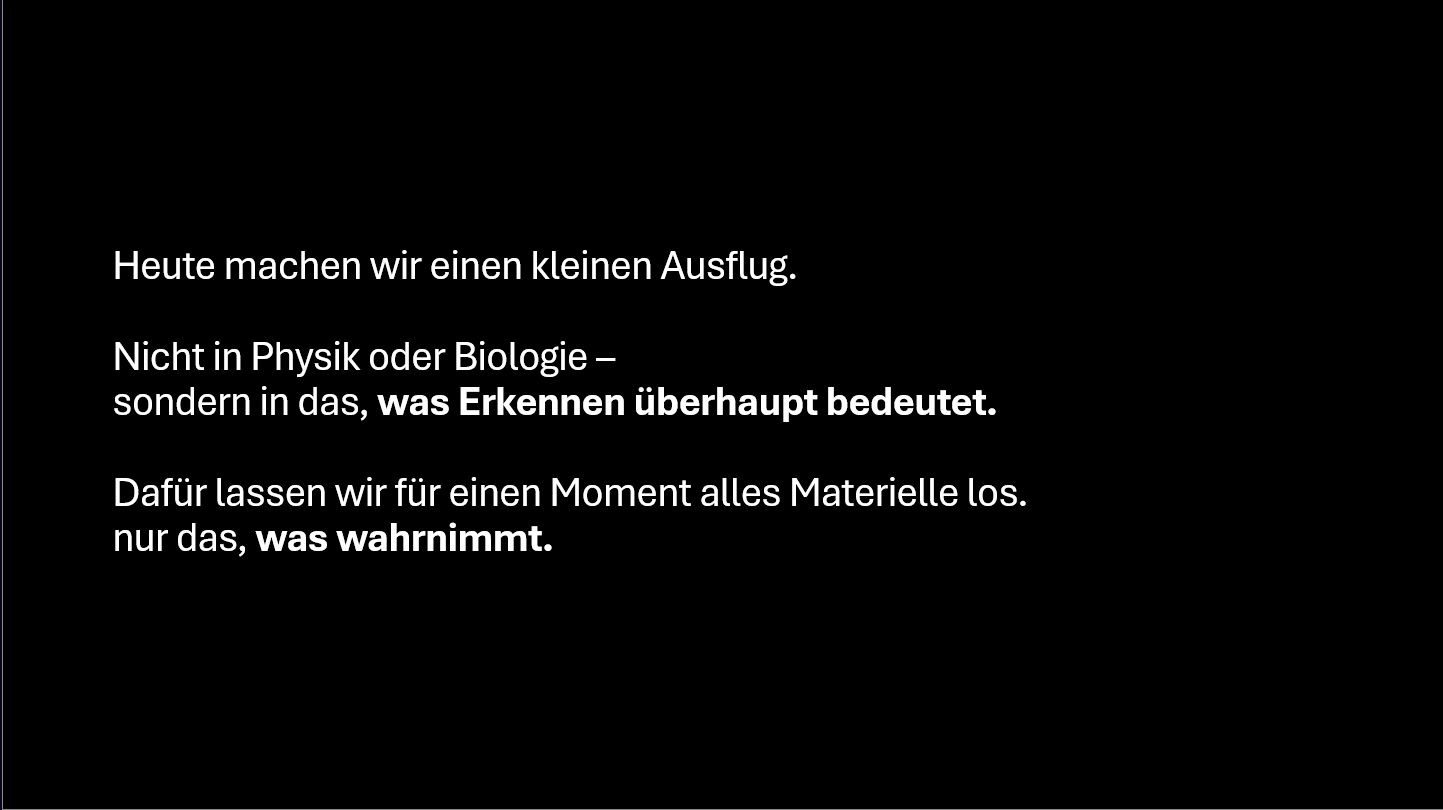 Heute machen wir einen kleinen Ausflug.
Nicht in Physik oder Biologie –
sondern in das, was Erkennen überhaupt bedeutet.
Dafür lassen wir für einen Moment alles Materielle los.
nur das, was wahrnimmt.